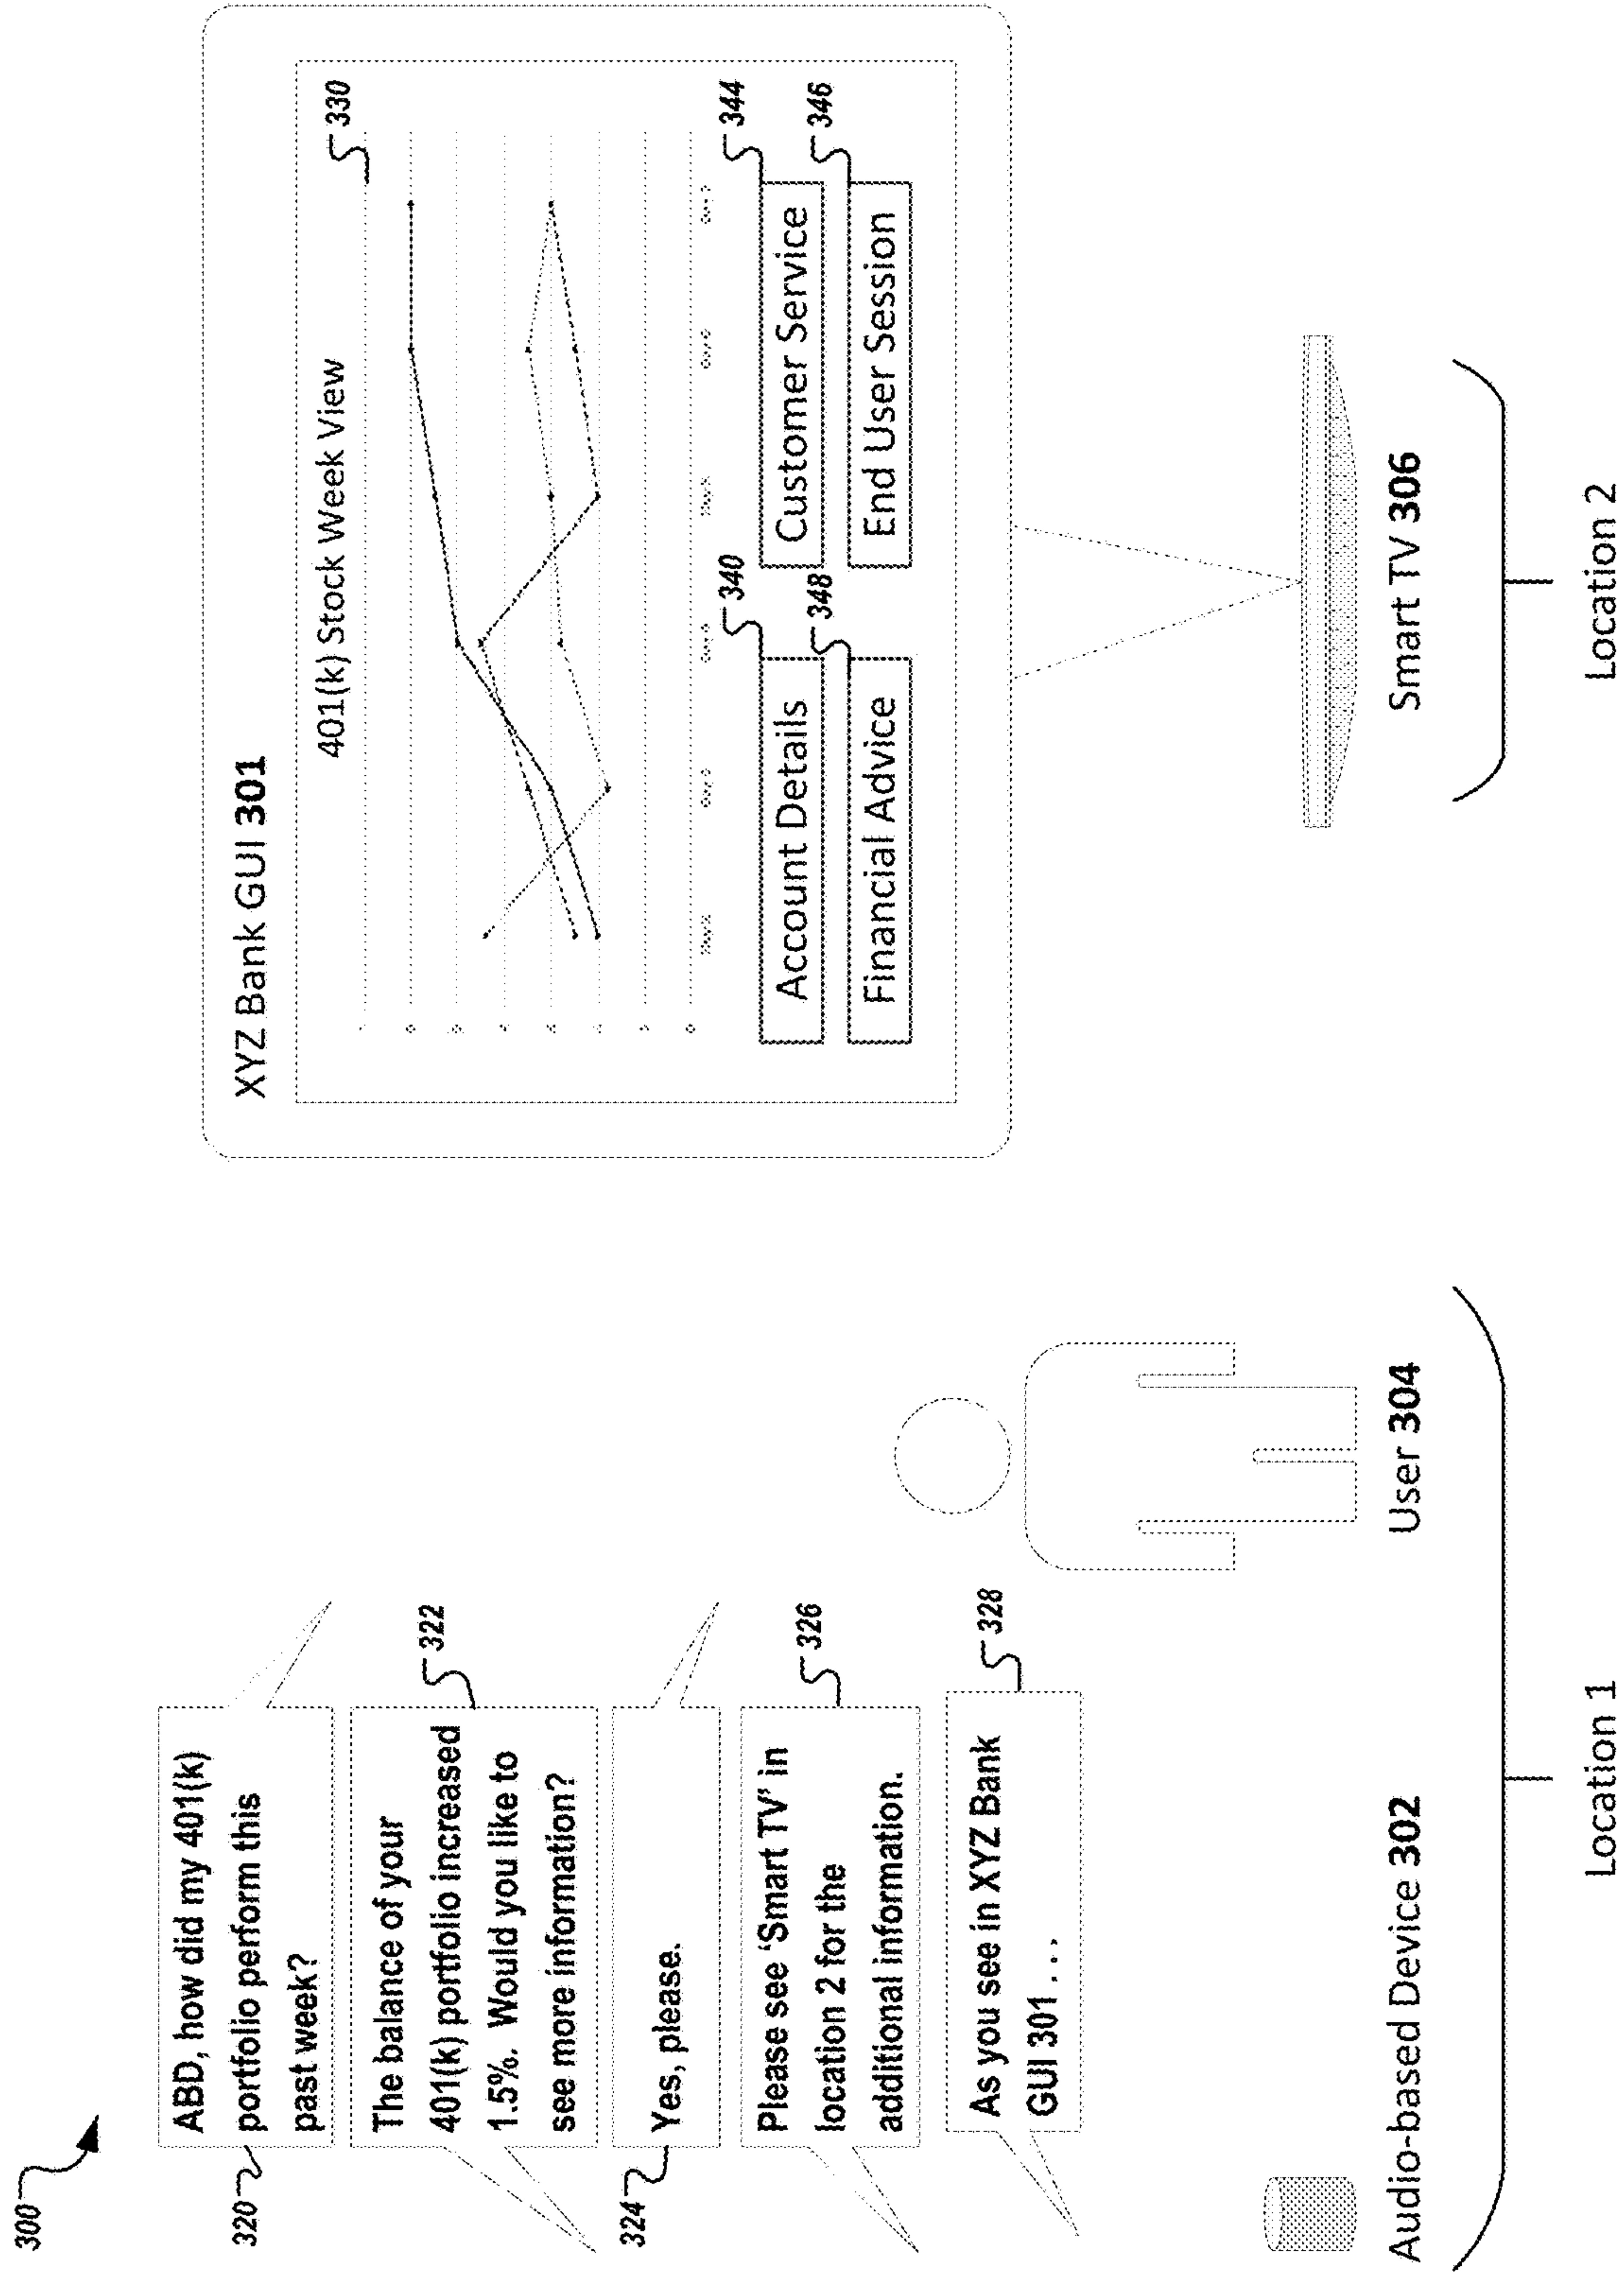 300
320
ABD, how did my 401(k)
portfolio perform this
past week?
322
The balance of your
401(k) portfolio increased
1.5%. Would you like to
see more information?
324
Yes, please.
326
Please see ‘Smart TV’ in
location 2 for the
additional information.
328
As you see in XYZ Bank
GUI 301...
Audio-based Device 302
User 304
Location 1
XYZ Bank GUI 301
401(k) Stock Week View
330
340
Account Details
344
Customer Service
348
Financial Advice
346
End User Session
Smart TV 306
Location 2